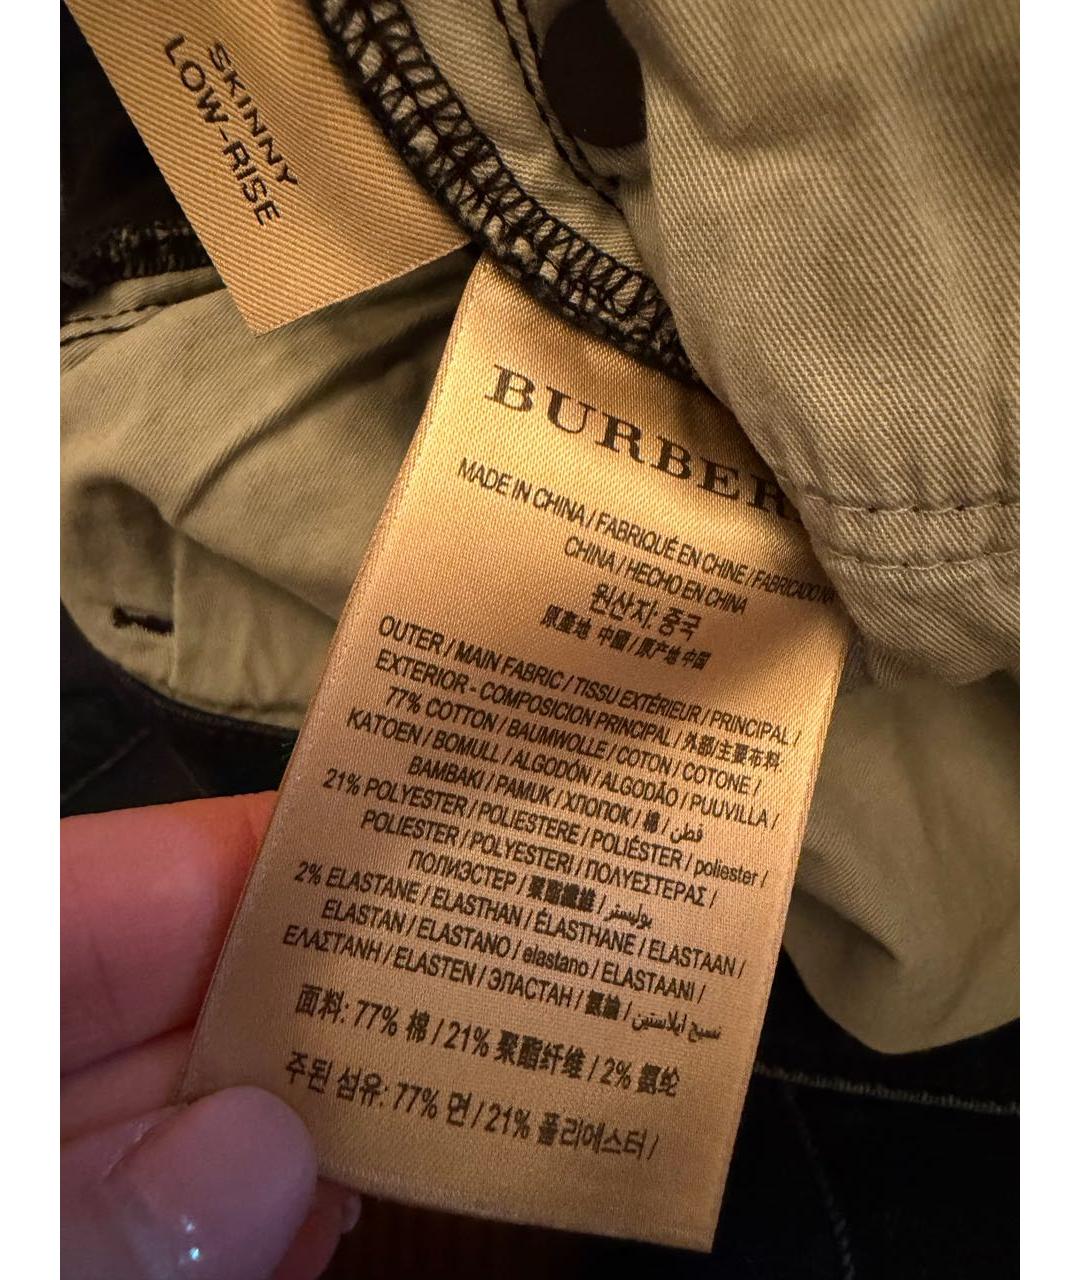 SKINNY
LOW-RISE
BURBER
MADE IN CHINA / FABRIQUÉ EN CHINE / FABRICADO NA
CHINA / HECHO EN CHINA
원산지: 중국
原產地 中國 / 原产地 中国
OUTER / MAIN FABRIC / TISSU EXTÉRIEUR / PRINCIPAL /
EXTERIOR - COMPOSICION PRINCIPAL / 外部/主要布料:
77% COTTON / BAUMWOLLE / COTON / COTONE /
KATOEN / BOMULL / ALGODÓN / ALGODÃO / PUUVILLA /
BAMBAKI / PAMUK / ХЛОПОК / 棉 / قطن
21% POLYESTER / POLIESTERE / POLIÉSTER / poliester /
POLIESTER / POLYESTERI / ΠΟΛΥΕΣΤΕΡΑΣ /
ПОЛИЭСТЕР / 聚酯纖維 / بوليستر
2% ELASTANE / ELASTHAN / ÉLASTHANE / ELASTAAN /
ELASTAN / ELASTANO / elastano / ELASTAANI /
ΕΛΑΣΤΑΝΗ / ELASTEN / ЭЛАСТАН / 氨綸 / نسيج ايلاستين
面料: 77% 棉 / 21% 聚酯纤维 / 2% 氨纶
주된 섬유: 77% 면 / 21% 폴리에스터 /